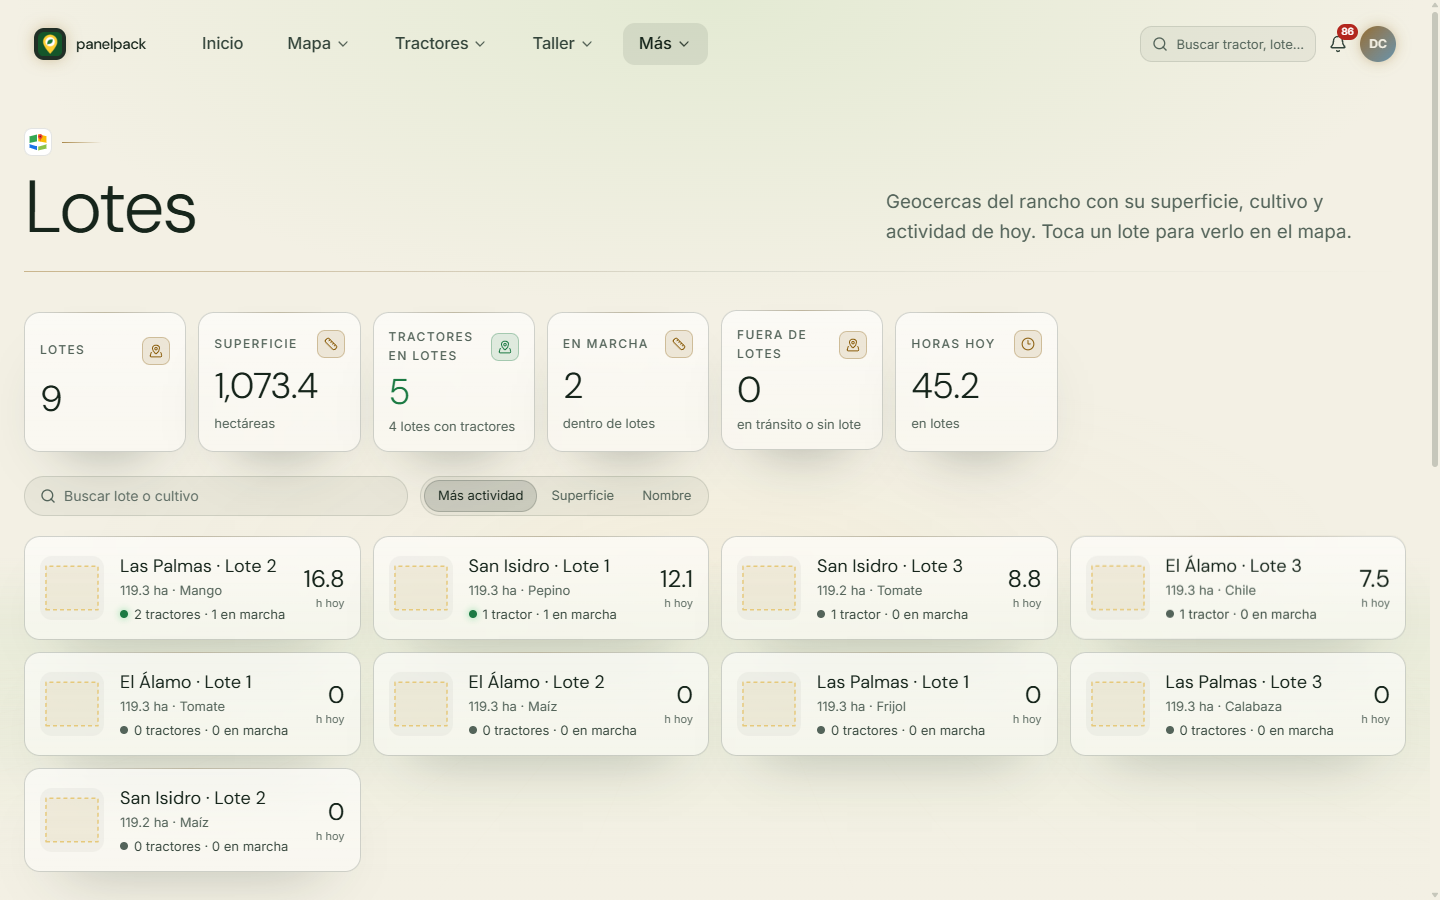 panelpack
Inicio
Mapa
Tractores
Taller
Más
Buscar tractor, lote...
86
DC
Lotes
Geocercas del rancho con su superficie, cultivo y
actividad de hoy. Toca un lote para verlo en el mapa.
LOTES
9
SUPERFICIE
1,073.4
hectáreas
TRACTORES
EN LOTES
5
4 lotes con tractores
EN MARCHA
2
dentro de lotes
FUERA DE
LOTES
0
en tránsito o sin lote
HORAS HOY
45.2
en lotes
Buscar lote o cultivo
Más actividad
Superficie
Nombre
Las Palmas · Lote 2
119.3 ha · Mango
2 tractores · 1 en marcha
16.8
h hoy
San Isidro · Lote 1
119.3 ha · Pepino
1 tractor · 1 en marcha
12.1
h hoy
San Isidro · Lote 3
119.2 ha · Tomate
1 tractor · 0 en marcha
8.8
h hoy
El Álamo · Lote 3
119.3 ha · Chile
1 tractor · 0 en marcha
7.5
h hoy
El Álamo · Lote 1
119.3 ha · Tomate
0 tractores · 0 en marcha
0
h hoy
El Álamo · Lote 2
119.3 ha · Maíz
0 tractores · 0 en marcha
0
h hoy
Las Palmas · Lote 1
119.3 ha · Frijol
0 tractores · 0 en marcha
0
h hoy
Las Palmas · Lote 3
119.3 ha · Calabaza
0 tractores · 0 en marcha
0
h hoy
San Isidro · Lote 2
119.2 ha · Maíz
0 tractores · 0 en marcha
0
h hoy